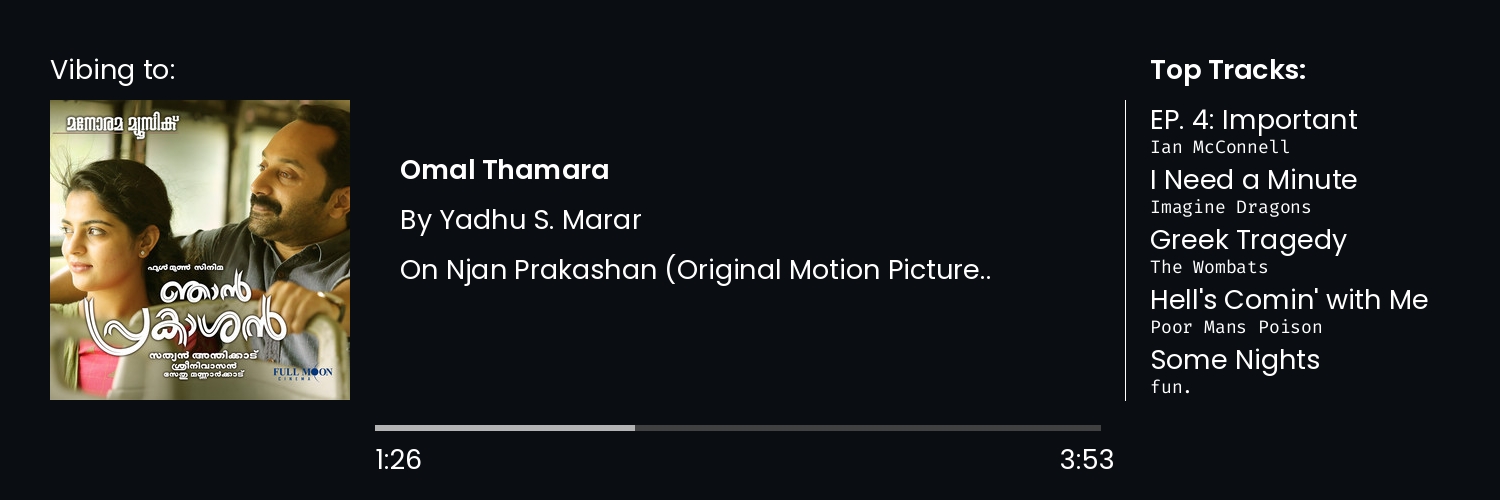 Vibing to:
മനോരമ മ്യൂസിക്ക്
ഫുൾ മൂൺ സിനിമ
ഞാൻ
പ്രകാശൻ
സത്യൻ അന്തിക്കാട്
ശ്രീനിവാസൻ
സേതു മണ്ണാർക്കാട്
FULL MOON
CINEMA
Omal Thamara
By Yadhu S. Marar
On Njan Prakashan (Original Motion Picture..
1:26
3:53
Top Tracks:
EP. 4: Important
Ian McConnell
I Need a Minute
Imagine Dragons
Greek Tragedy
The Wombats
Hell's Comin' with Me
Poor Mans Poison
Some Nights
fun.